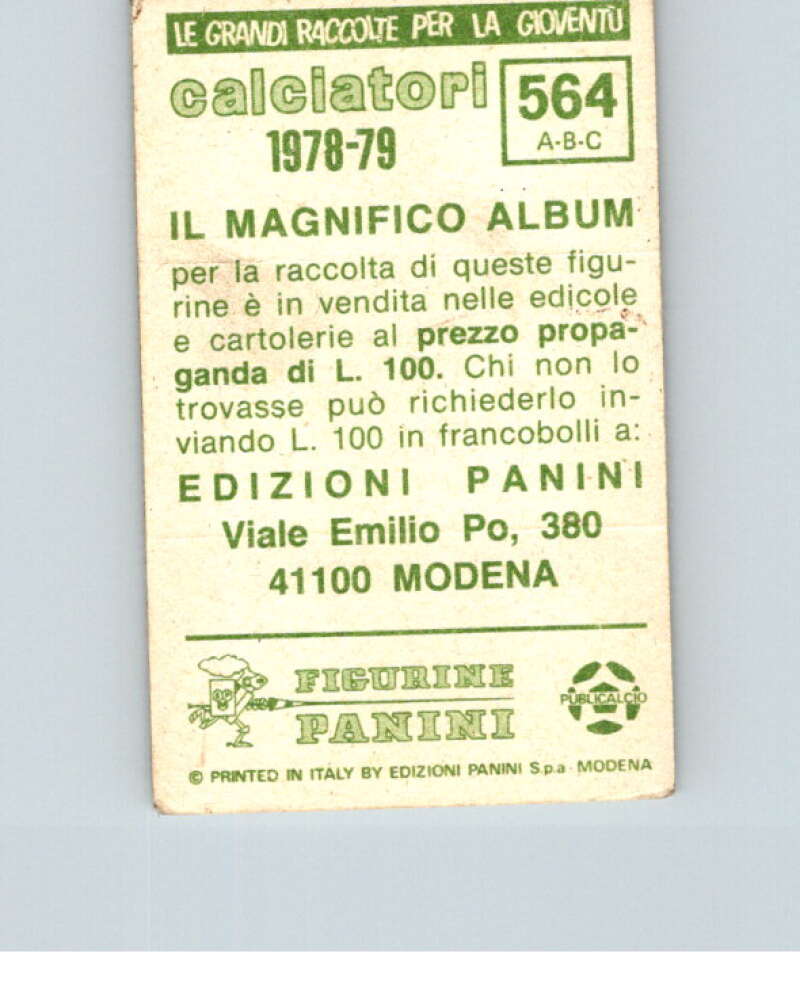 LE GRANDI RACCOLTE PER LA GIOVENTÙ
calciatori
1978-79
564
A-B-C
IL MAGNIFICO ALBUM
per la raccolta di queste figu-
rine è in vendita nelle edicole
e cartolerie al prezzo propa-
ganda di L. 100. Chi non lo
trovasse può richiederlo in-
viando L. 100 in francobolli a:
EDIZIONI PANINI
Viale Emilio Po, 380
41100 MODENA
FIGURINE
PANINI
PUBLICALCIO
© PRINTED IN ITALY BY EDIZIONI PANINI S.p.a - MODENA